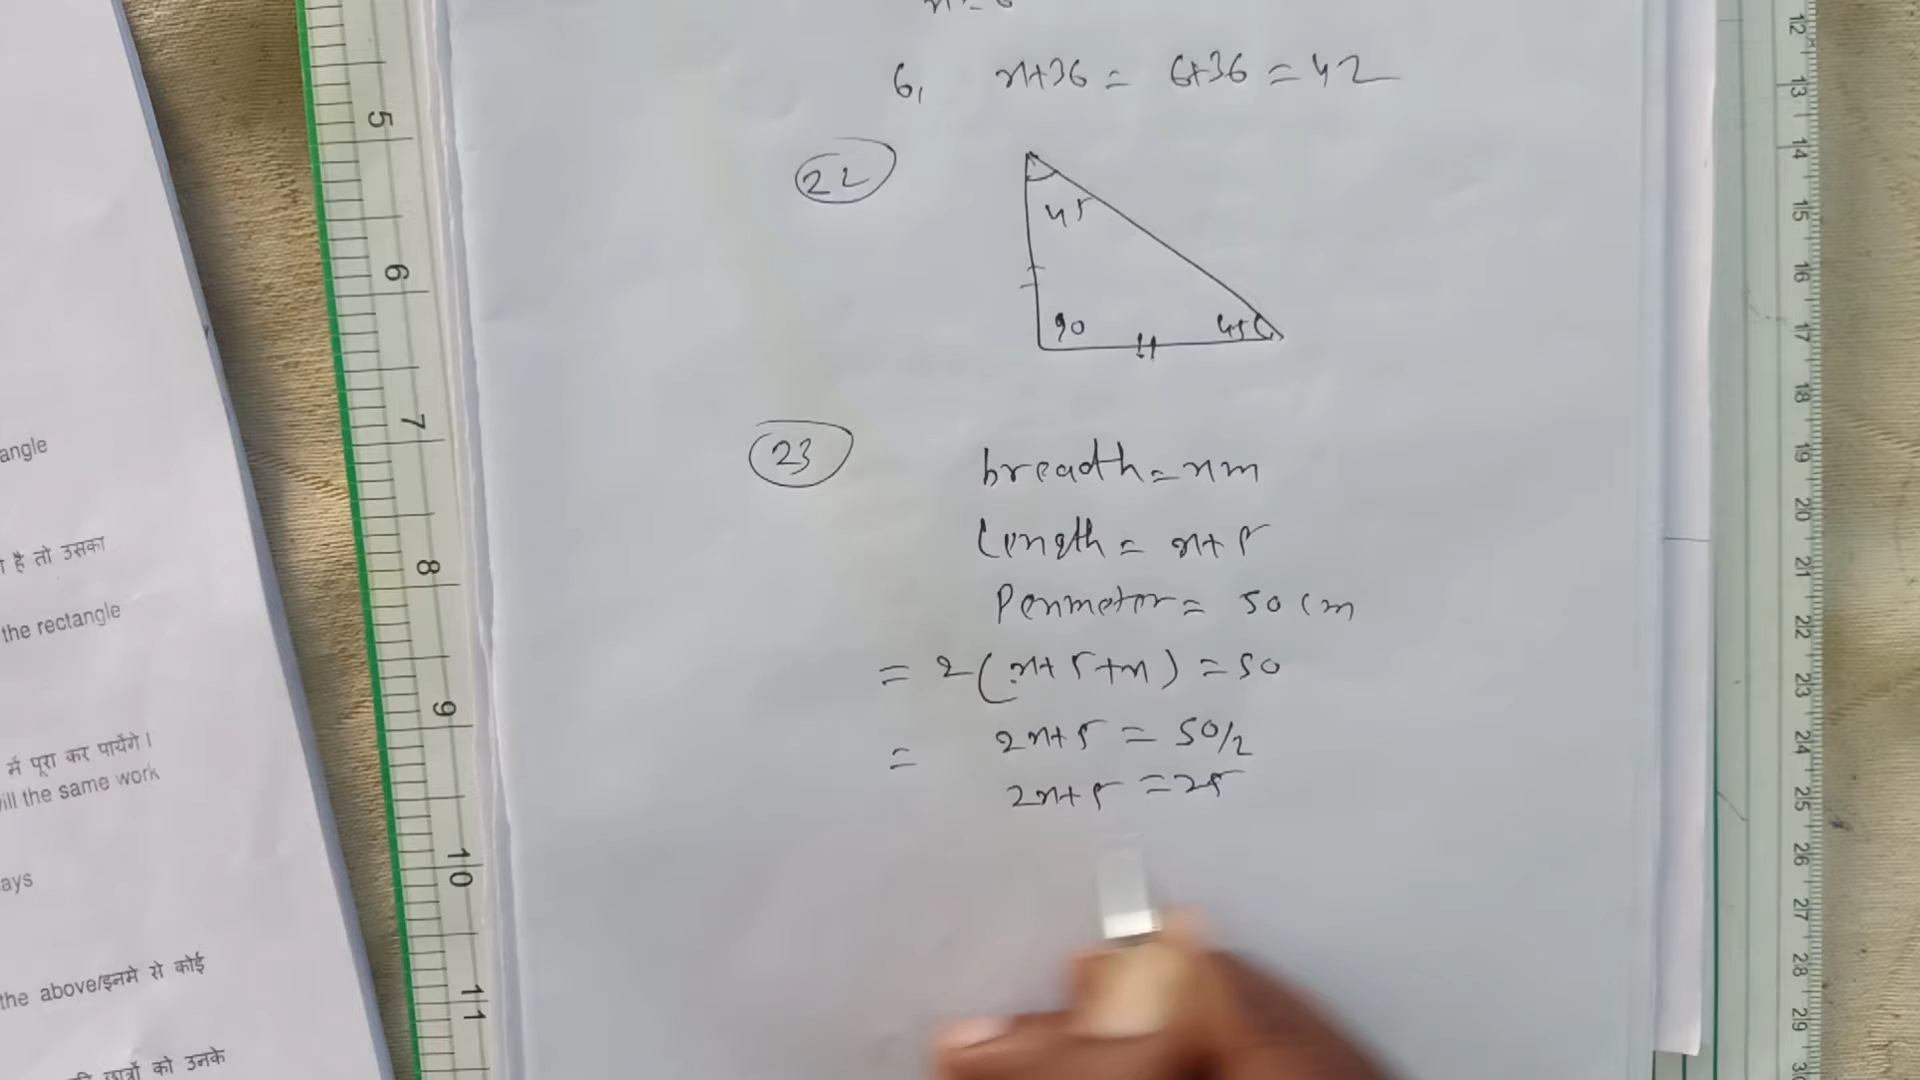 angle
है तो उसका
the rectangle
में पूरा कर पायेंगे ।
ill the same work
ays
the above/इनमे से कोई
छात्रों को उनके
5
6
7
8
9
10
11
6, x+36 = 6+36 = 42
22
45
90
45
23
breadth = xm
Length = x+5
Permeter = 50 cm
= 2 (x+5+x) = 50
= 2x+5 = 50/2
2x+5 = 25
12
13
14
15
16
17
18
19
20
21
22
23
24
25
26
27
28
29